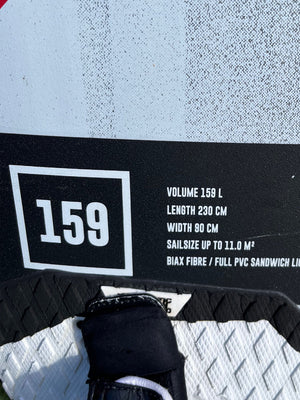 159
VOLUME 159 L
LENGTH 230 CM
WIDTH 90 CM
SAILSIZE UP TO 11.0 M²
BIAX FIBRE / FULL PVC SANDWICH